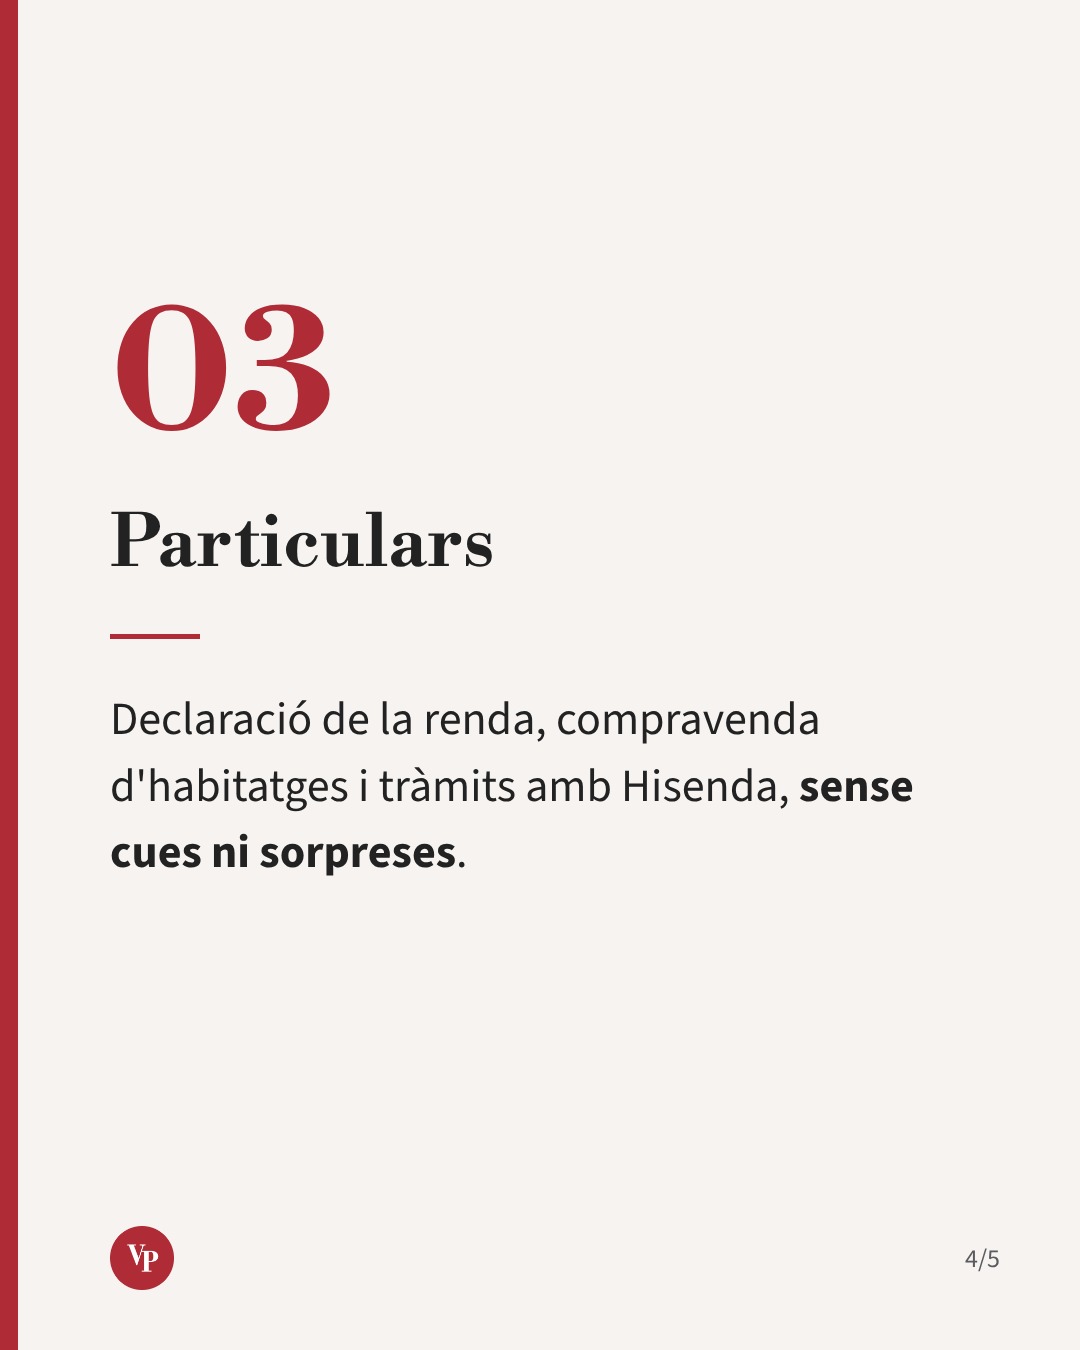 03
Particulars
Declaració de la renda, compravenda
d'habitatges i tràmits amb Hisenda, sense
cues ni sorpreses.
VP
4/5